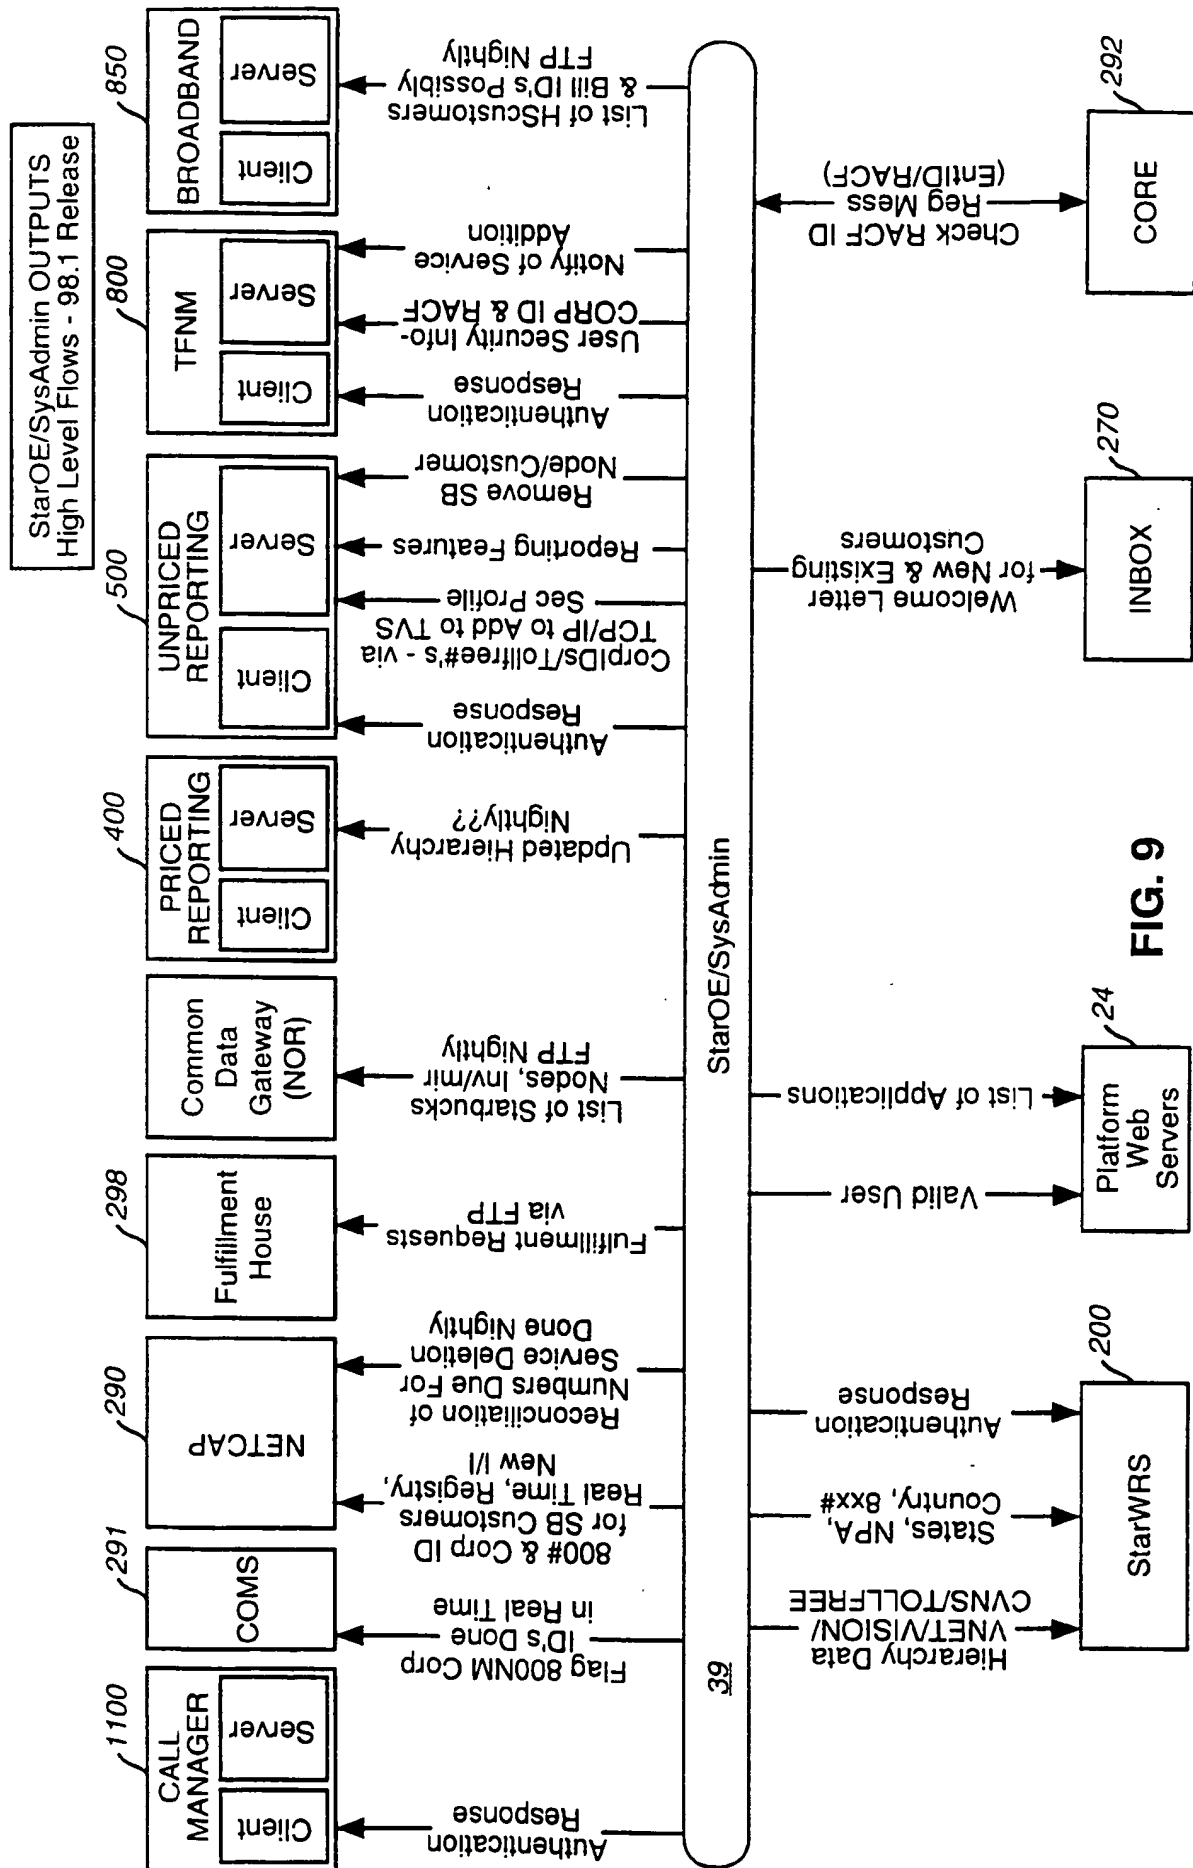 StarOE/SysAdmin OUTPUTS
High Level Flows - 98.1 Release
1100
CALL
MANAGER
Client
Server
291
COMS
290
NETCAP
298
Fulfillment
House
Common
Data
Gateway
(NOR)
400
PRICED
REPORTING
Client
Server
500
UNPRICED
REPORTING
Client
Server
800
TFNM
Client
Server
850
BROADBAND
Client
Server
Authentication
Response
Flag 800NM Corp
ID's Done
in Real Time
800# & Corp ID
for SB Customers
Real Time, Registry,
New I/I
Reconciliation of
Numbers Due For
Service Deletion
Done Nightly
Fulfillment Requests
via FTP
List of Starbucks
Nodes, Inv/mir
FTP Nightly
Updated Hierarchy
Nightly??
Authentication
Response
CorpIDs/Tollfree#'s - via
TCP/IP to Add to TVS
Sec Profile
Reporting Features
Remove SB
Node/Customer
Authentication
Response
User Security Info-
CORP ID & RACF
Notify of Service
Addition
List of HScustomers
& Bill ID's Possibly
FTP Nightly
39
StarOE/SysAdmin
Hierarchy Data
VNET/VISION/
CVNS/TOLLFREE
States, NPA,
Country, 8xx#
Authentication
Response
Valid User
List of Applications
Welcome Letter
for New & Existing
Customers
Check RACF ID
Reg Mess
(EntID/RACF)
StarWRS
200
Platform
Web
Servers
24
INBOX
270
CORE
292
FIG. 9